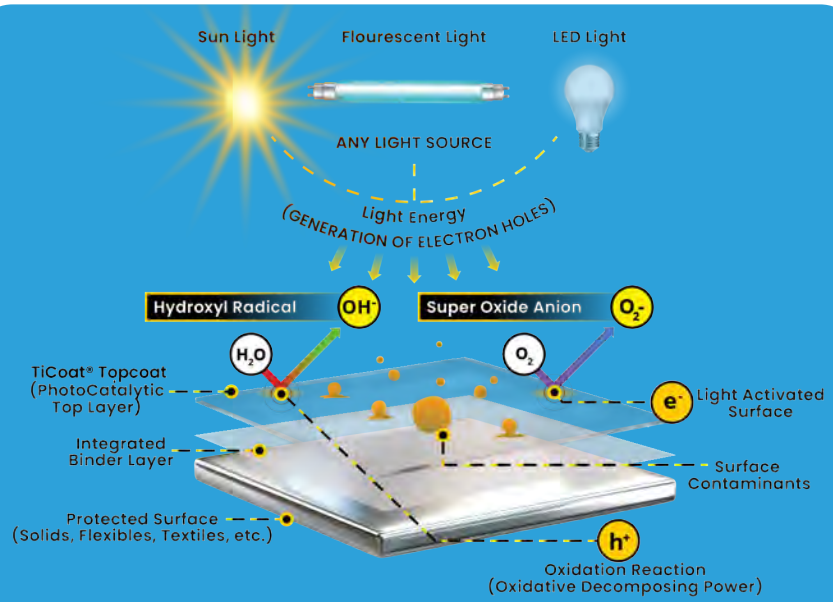 Sun Light
Flourescent Light
LED Light
ANY LIGHT SOURCE
Light Energy
(GENERATION OF ELECTRON HOLES)
Hydroxyl Radical
OH-
Super Oxide Anion
O2-
H2O
O2
TiCoat® Topcoat
(PhotoCatalytic
Top Layer)
e-
Light Activated
Surface
Integrated
Binder Layer
Surface
Contaminants
Protected Surface
(Solids, Flexibles, Textiles, etc.)
h+
Oxidation Reaction
(Oxidative Decomposing Power)